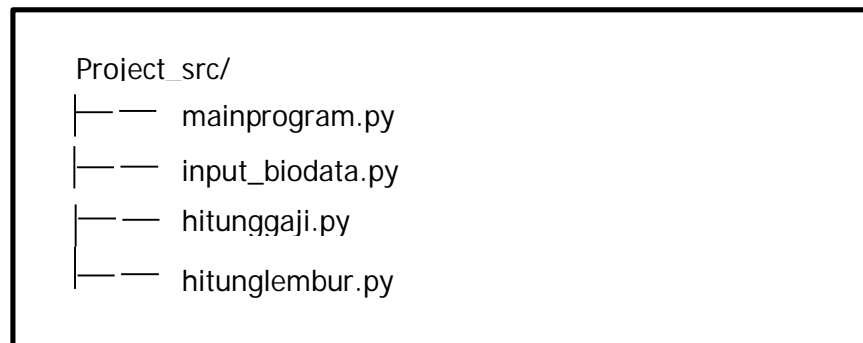 Project_src/
mainprogram.py
input_biodata.py
hitunggaji.py
hitunglembur.py